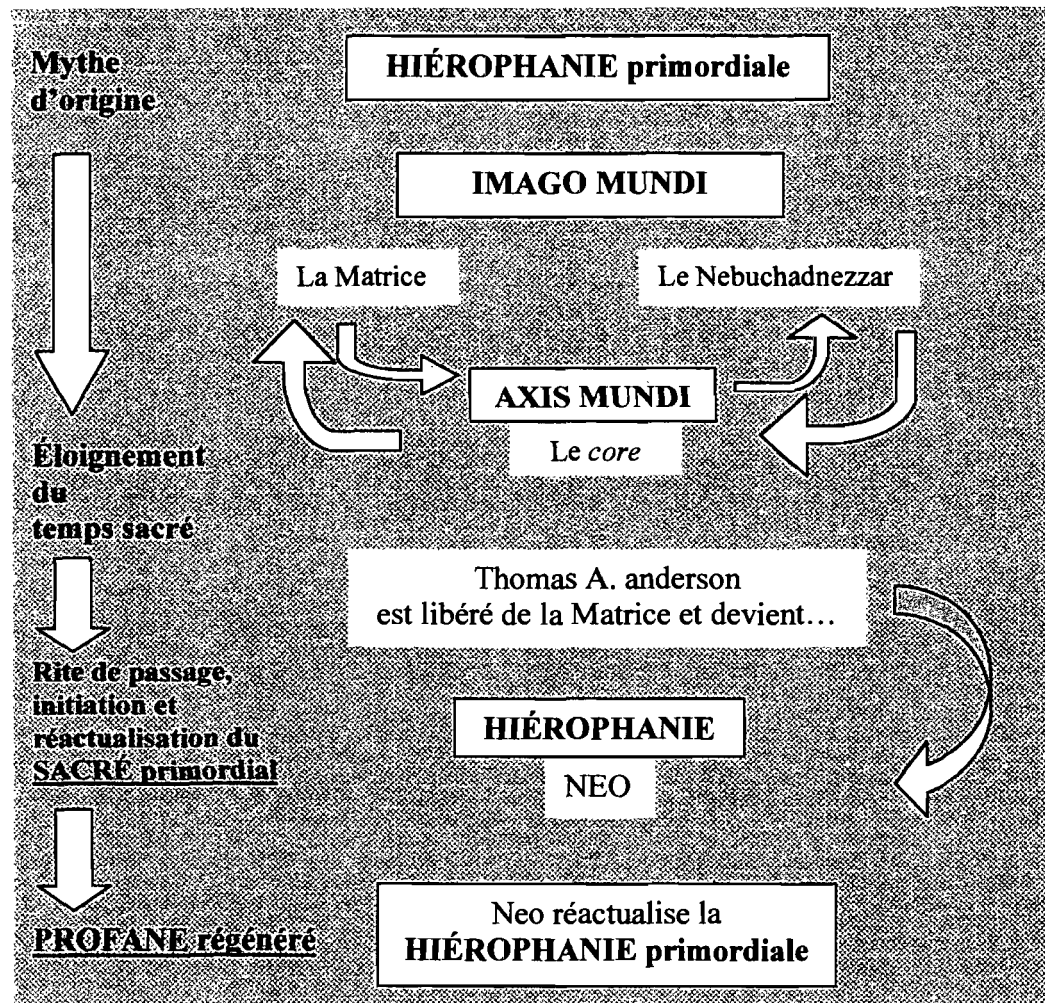 Mythe
d'origine
HIÉROPHANIE primordiale
IMAGO MUNDI
La Matrice
Le Nebuchadnezzar
AXIS MUNDI
Le core
Éloignement
du
temps sacré
Thomas A. anderson
est libéré de la Matrice et devient…
Rite de passage,
initiation et
réactualisation du
SACRÉ primordial
HIÉROPHANIE
NEO
PROFANE régénéré
Neo réactualise la
HIÉROPHANIE primordiale